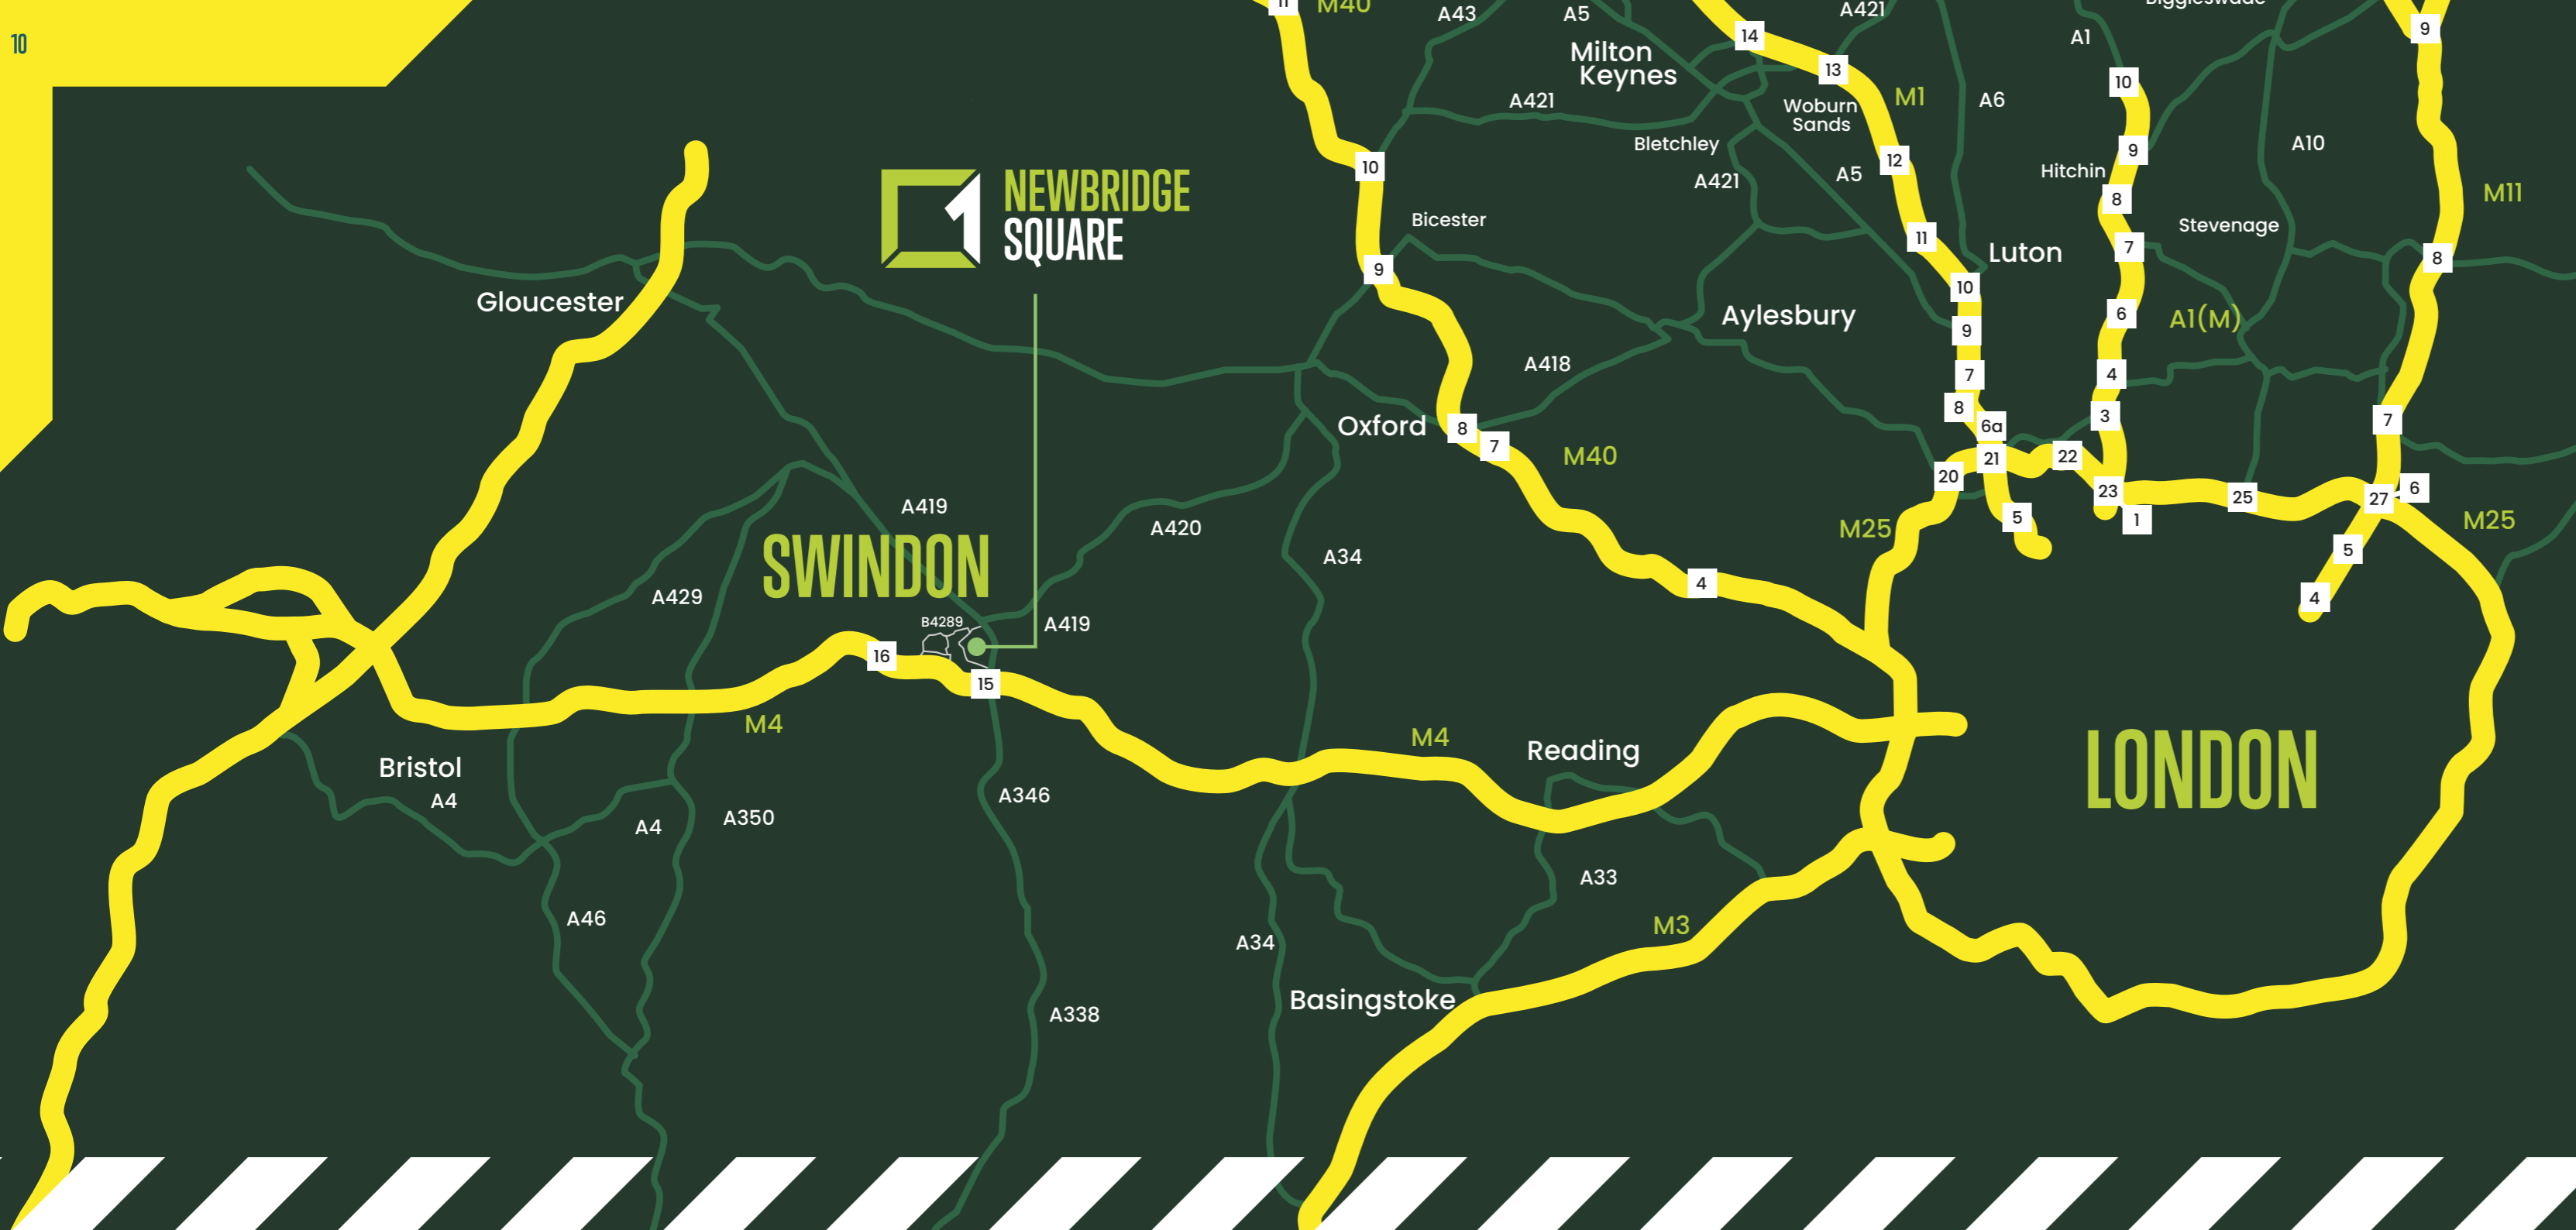 10
11
M40
A43
A5
A421
Biggleswade
9
14
Milton
Keynes
13
A1
M1
A6
10
A421
Woburn
Sands
Bletchley
12
9
A10
10
A421
A5
Hitchin
8
M11
NEWBRIDGE
SQUARE
Bicester
11
Luton
7
Stevenage
8
9
10
Gloucester
Aylesbury
9
6
A1(M)
A418
7
4
8
3
7
Oxford
8
7
6a
M40
21
22
20
23
25
27
6
A419
A420
M25
5
1
M25
SWINDON
A34
5
A429
4
4
B4289
A419
16
15
M4
M4
Reading
LONDON
Bristol
A4
A346
A4
A350
A33
A46
M3
A34
Basingstoke
A338